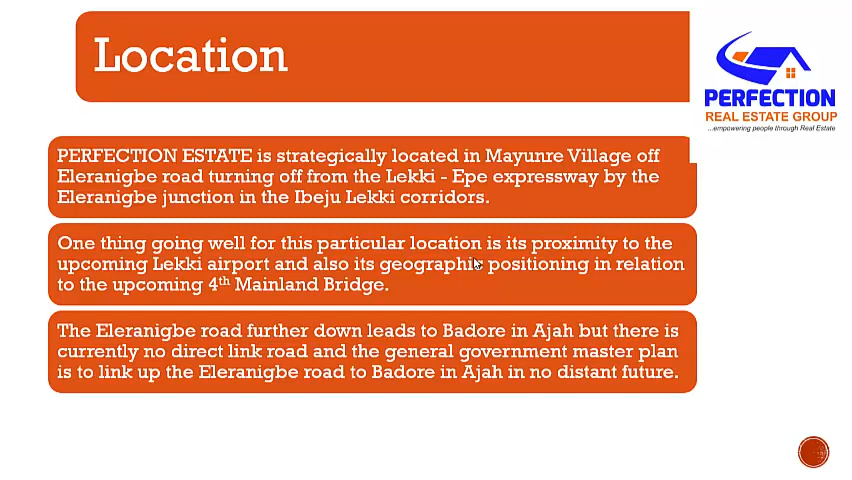 Location
PERFECTION
REAL ESTATE GROUP
...empowering people through Real Estate
PERFECTION ESTATE is strategically located in Mayunre Village off
Eleranigbe road turning off from the Lekki - Epe expressway by the
Eleranigbe junction in the Ibeju Lekki corridors.
One thing going well for this particular location is its proximity to the
upcoming Lekki airport and also its geographic positioning in relation
to the upcoming 4th Mainland Bridge.
The Eleranigbe road further down leads to Badore in Ajah but there is
currently no direct link road and the general government master plan
is to link up the Eleranigbe road to Badore in Ajah in no distant future.